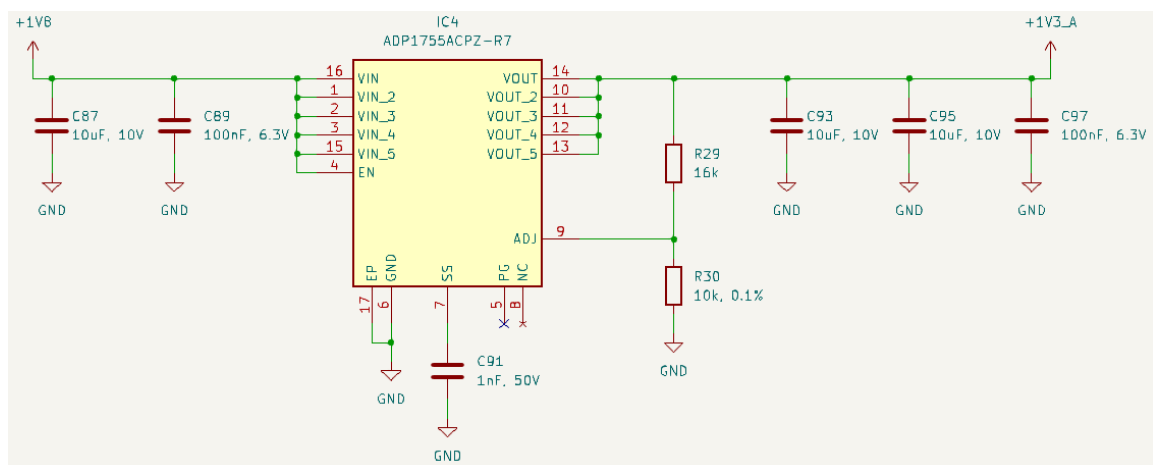 +1V8
IC4
ADP1755ACPZ-R7
+1V3_A
16 VIN
1 VIN_2
2 VIN_3
3 VIN_4
15 VIN_5
4 EN
VOUT 14
VOUT_2 10
VOUT_3 11
VOUT_4 12
VOUT_5 13
ADJ 9
EP 17
GND 6
SS 7
PG 5
NC 8
C87
10uF, 10V
GND
C89
100nF, 6.3V
GND
R29
16k
C93
10uF, 10V
GND
C95
10uF, 10V
GND
C97
100nF, 6.3V
GND
R30
10k, 0.1%
GND
GND
C91
1nF, 50V
GND